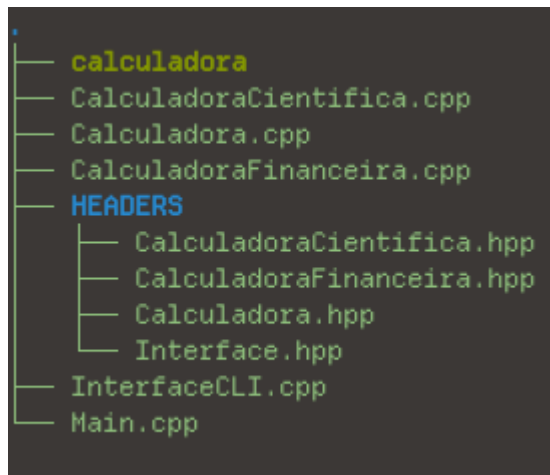 .
├── calculadora
├── CalculadoraCientifica.cpp
├── Calculadora.cpp
├── CalculadoraFinanceira.cpp
├── HEADERS
│   ├── CalculadoraCientifica.hpp
│   ├── CalculadoraFinanceira.hpp
│   ├── Calculadora.hpp
│   └── Interface.hpp
├── InterfaceCLI.cpp
└── Main.cpp